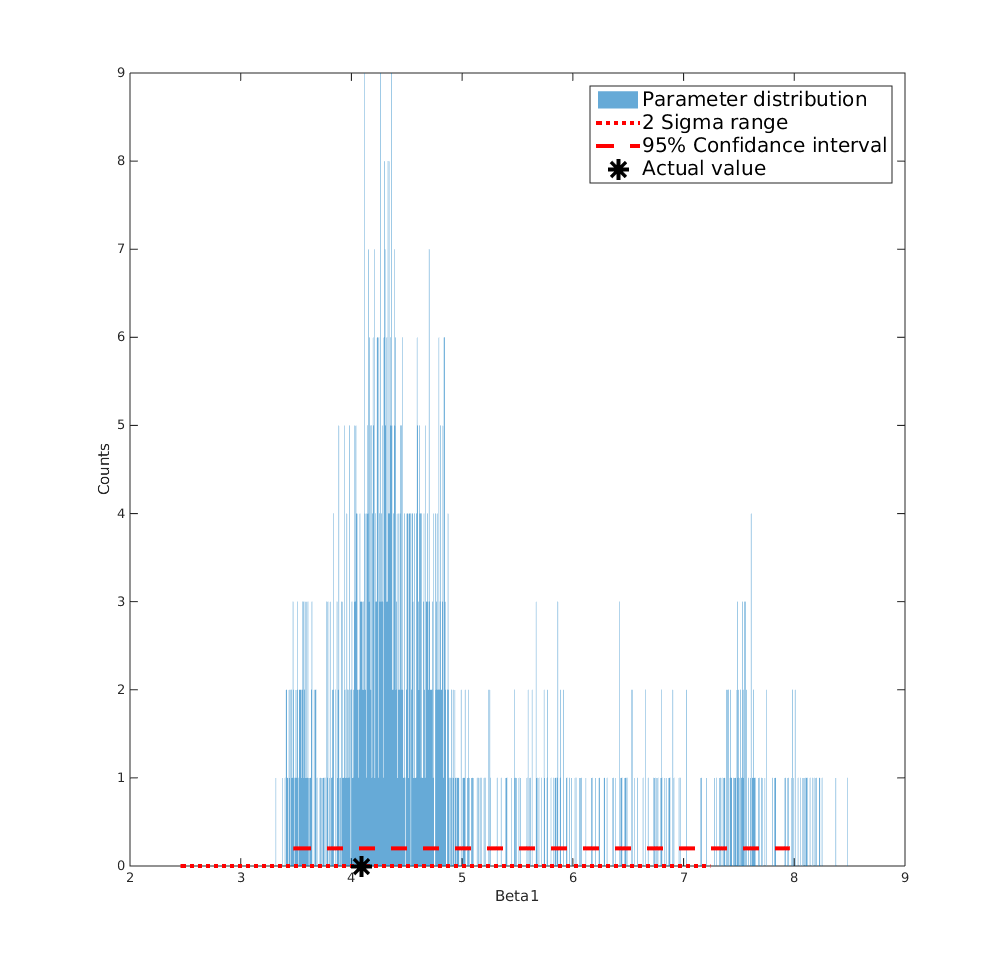 Parameter distribution
2 Sigma range
95% Confidance interval
Actual value
9
8
7
6
5
4
3
2
1
0
Counts
2 3 4 5 6 7 8 9
Beta1